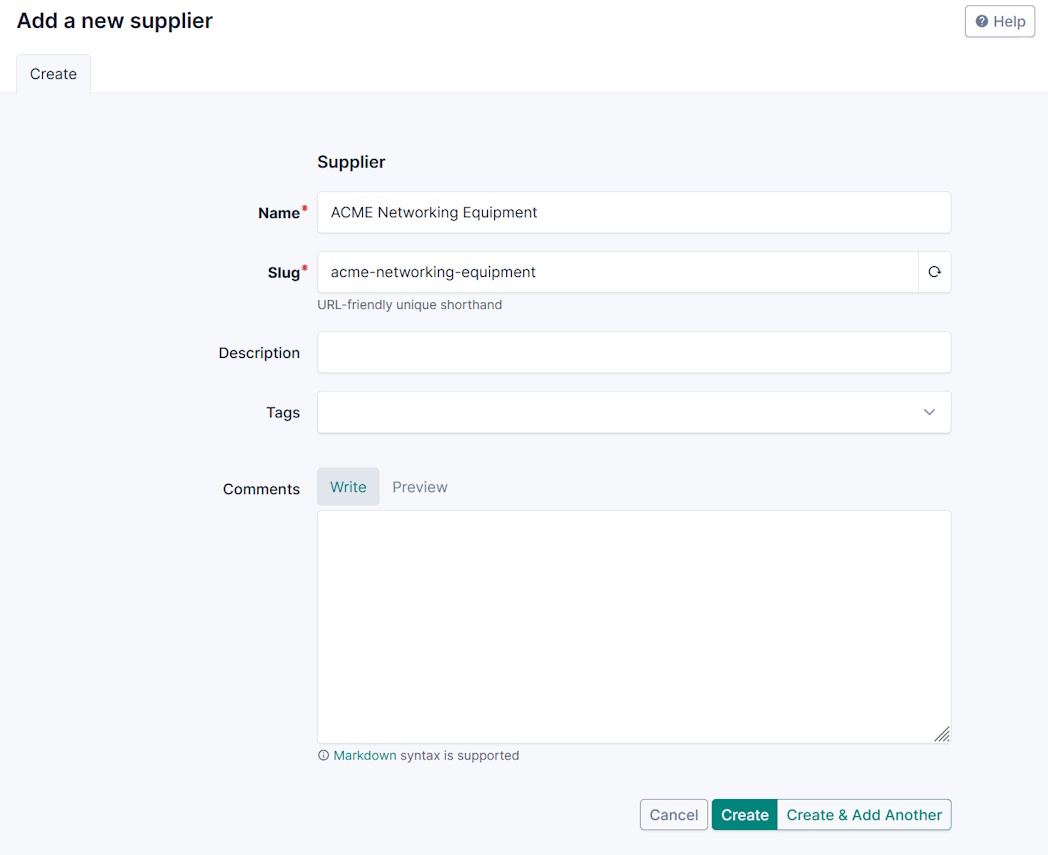 Add a new supplier
Help
Create
Supplier
Name*
ACME Networking Equipment
Slug*
acme-networking-equipment
URL-friendly unique shorthand
Description
Tags
Comments
Write
Preview
Markdown syntax is supported
Cancel
Create
Create & Add Another